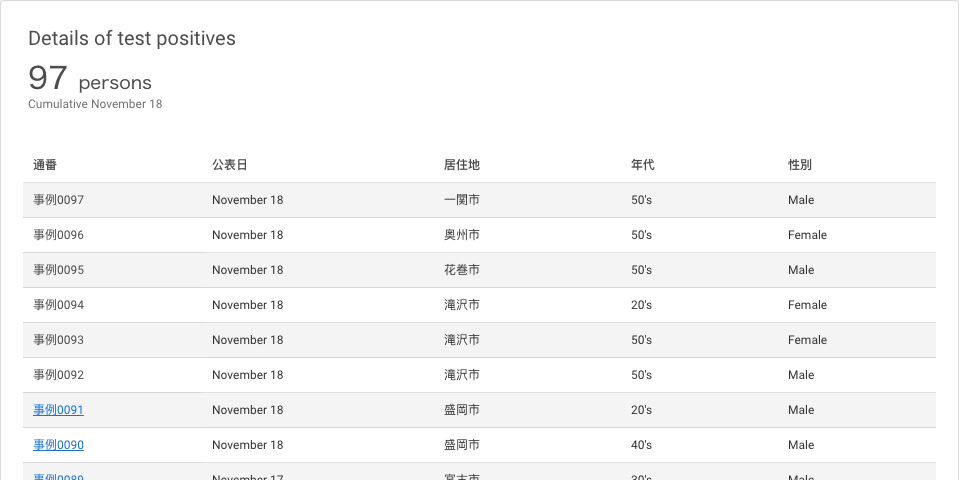 Details of test positives
97 persons
Cumulative November 18
通番 公表日 居住地 年代 性別
事例0097 November 18 一関市 50's Male
事例0096 November 18 奥州市 50's Female
事例0095 November 18 花巻市 50's Male
事例0094 November 18 滝沢市 20's Female
事例0093 November 18 滝沢市 50's Female
事例0092 November 18 滝沢市 50's Male
事例0091 November 18 盛岡市 20's Male
事例0090 November 18 盛岡市 40's Male
事例0089 November 17 宮古市 30's Male